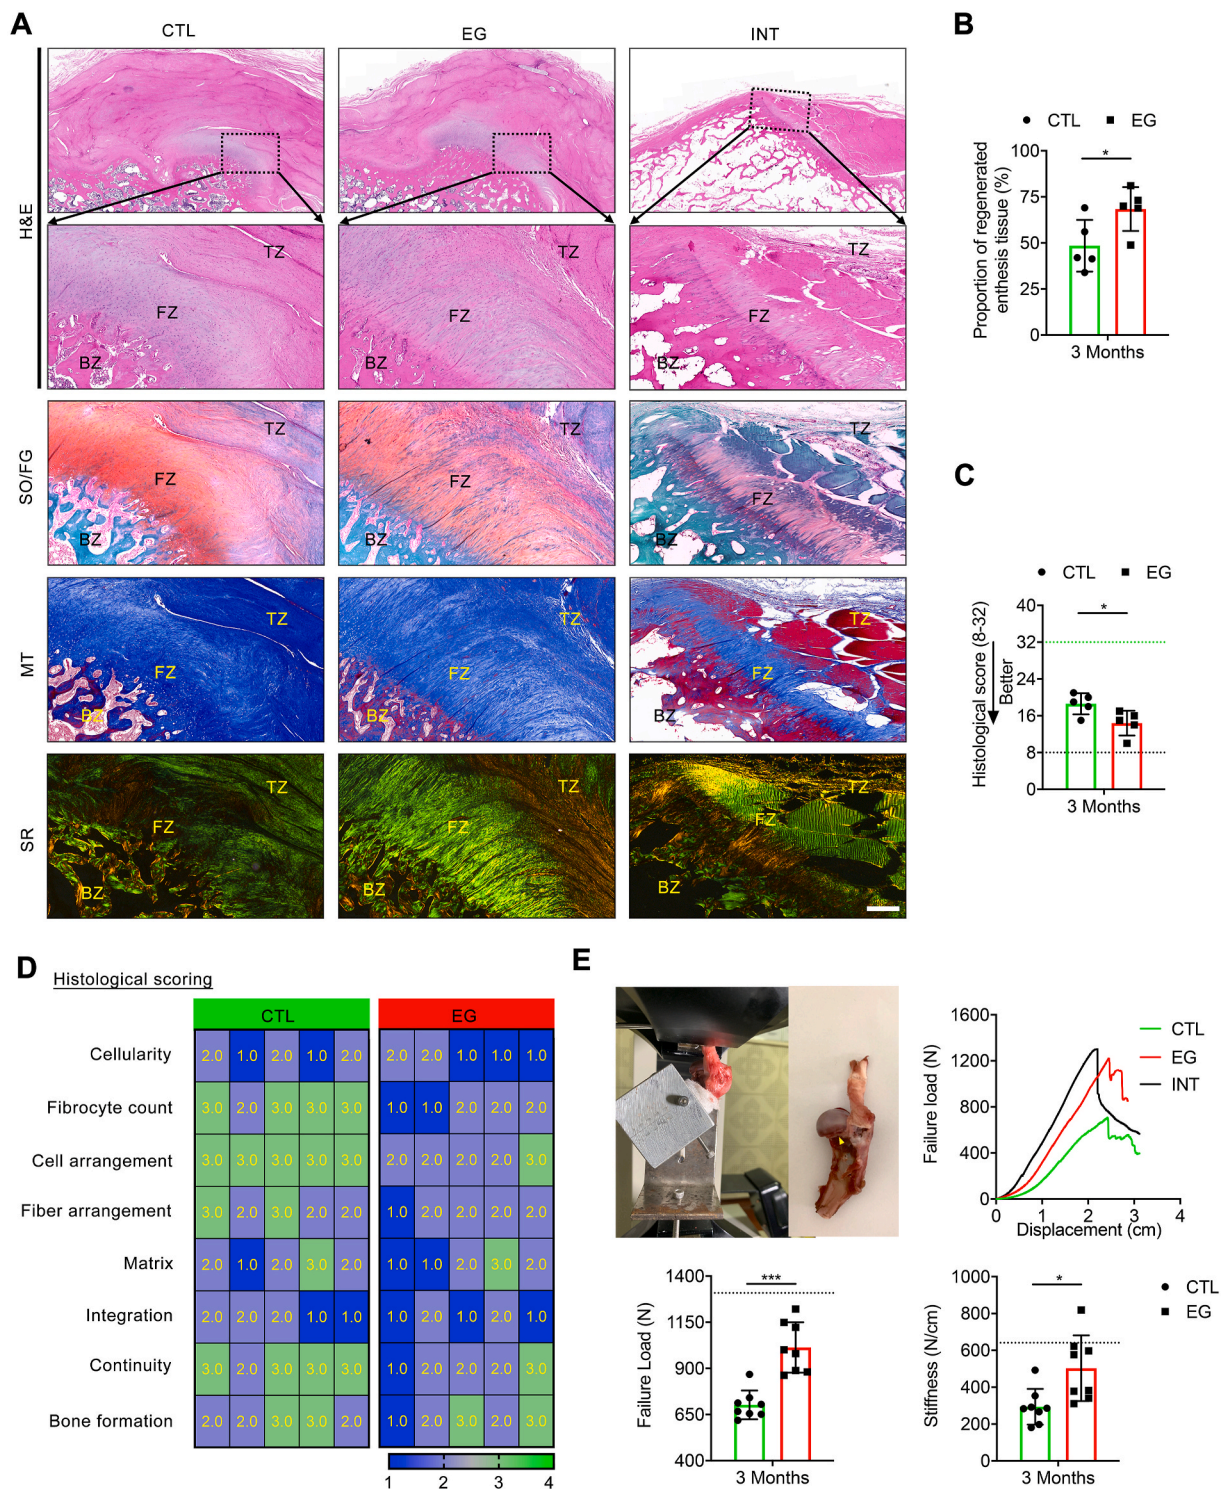 A
CTL
EG
INT
H&E
TZ
FZ
BZ
TZ
FZ
BZ
TZ
FZ
BZ
SO/FG
TZ
FZ
BZ
TZ
FZ
BZ
TZ
FZ
BZ
MT
TZ
FZ
BZ
TZ
FZ
BZ
TZ
FZ
BZ
SR
TZ
FZ
BZ
TZ
FZ
BZ
TZ
FZ
BZ
B
CTL EG
Proportion of regenerated
enthesis tissue (%)
100
75
50
25
0
*
3 Months
C
CTL EG
Histological score (8-32)
Better
40
32
24
16
8
0
*
3 Months
D
Histological scoring
CTL EG
Cellularity 2.0 1.0 2.0 1.0 2.0 2.0 2.0 1.0 1.0 1.0
Fibrocyte count 3.0 2.0 3.0 3.0 3.0 1.0 1.0 2.0 2.0 2.0
Cell arrangement 3.0 3.0 3.0 3.0 3.0 2.0 2.0 2.0 2.0 3.0
Fiber arrangement 3.0 2.0 3.0 2.0 2.0 1.0 2.0 2.0 2.0 2.0
Matrix 2.0 1.0 2.0 3.0 2.0 1.0 1.0 2.0 3.0 2.0
Integration 2.0 2.0 2.0 1.0 1.0 1.0 2.0 1.0 2.0 1.0
Continuity 3.0 2.0 3.0 3.0 3.0 1.0 2.0 2.0 2.0 3.0
Bone formation 2.0 2.0 3.0 3.0 2.0 1.0 2.0 3.0 2.0 3.0
1 2 3 4
E
Failure load (N)
1600
1200
800
400
0
0 1 2 3 4
Displacement (cm)
CTL
EG
INT
Failure Load (N)
1400
1150
900
650
400
***
3 Months
Stiffness (N/cm)
1000
800
600
400
200
0
*
3 Months
CTL
EG